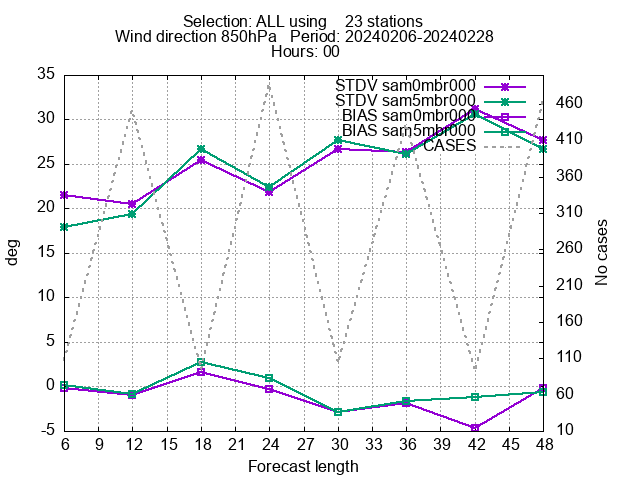 Selection: ALL using 23 stations
Wind direction 850hPa Period: 20240206-20240228
Hours: 00
STDV sam0mbr000
STDV sam5mbr000
BIAS sam0mbr000
BIAS sam5mbr000
CASES
35
30
25
20
15
10
5
0
-5
deg
460
410
360
310
260
210
160
110
60
10
No cases
6 9 12 15 18 21 24 27 30 33 36 39 42 45 48
Forecast length